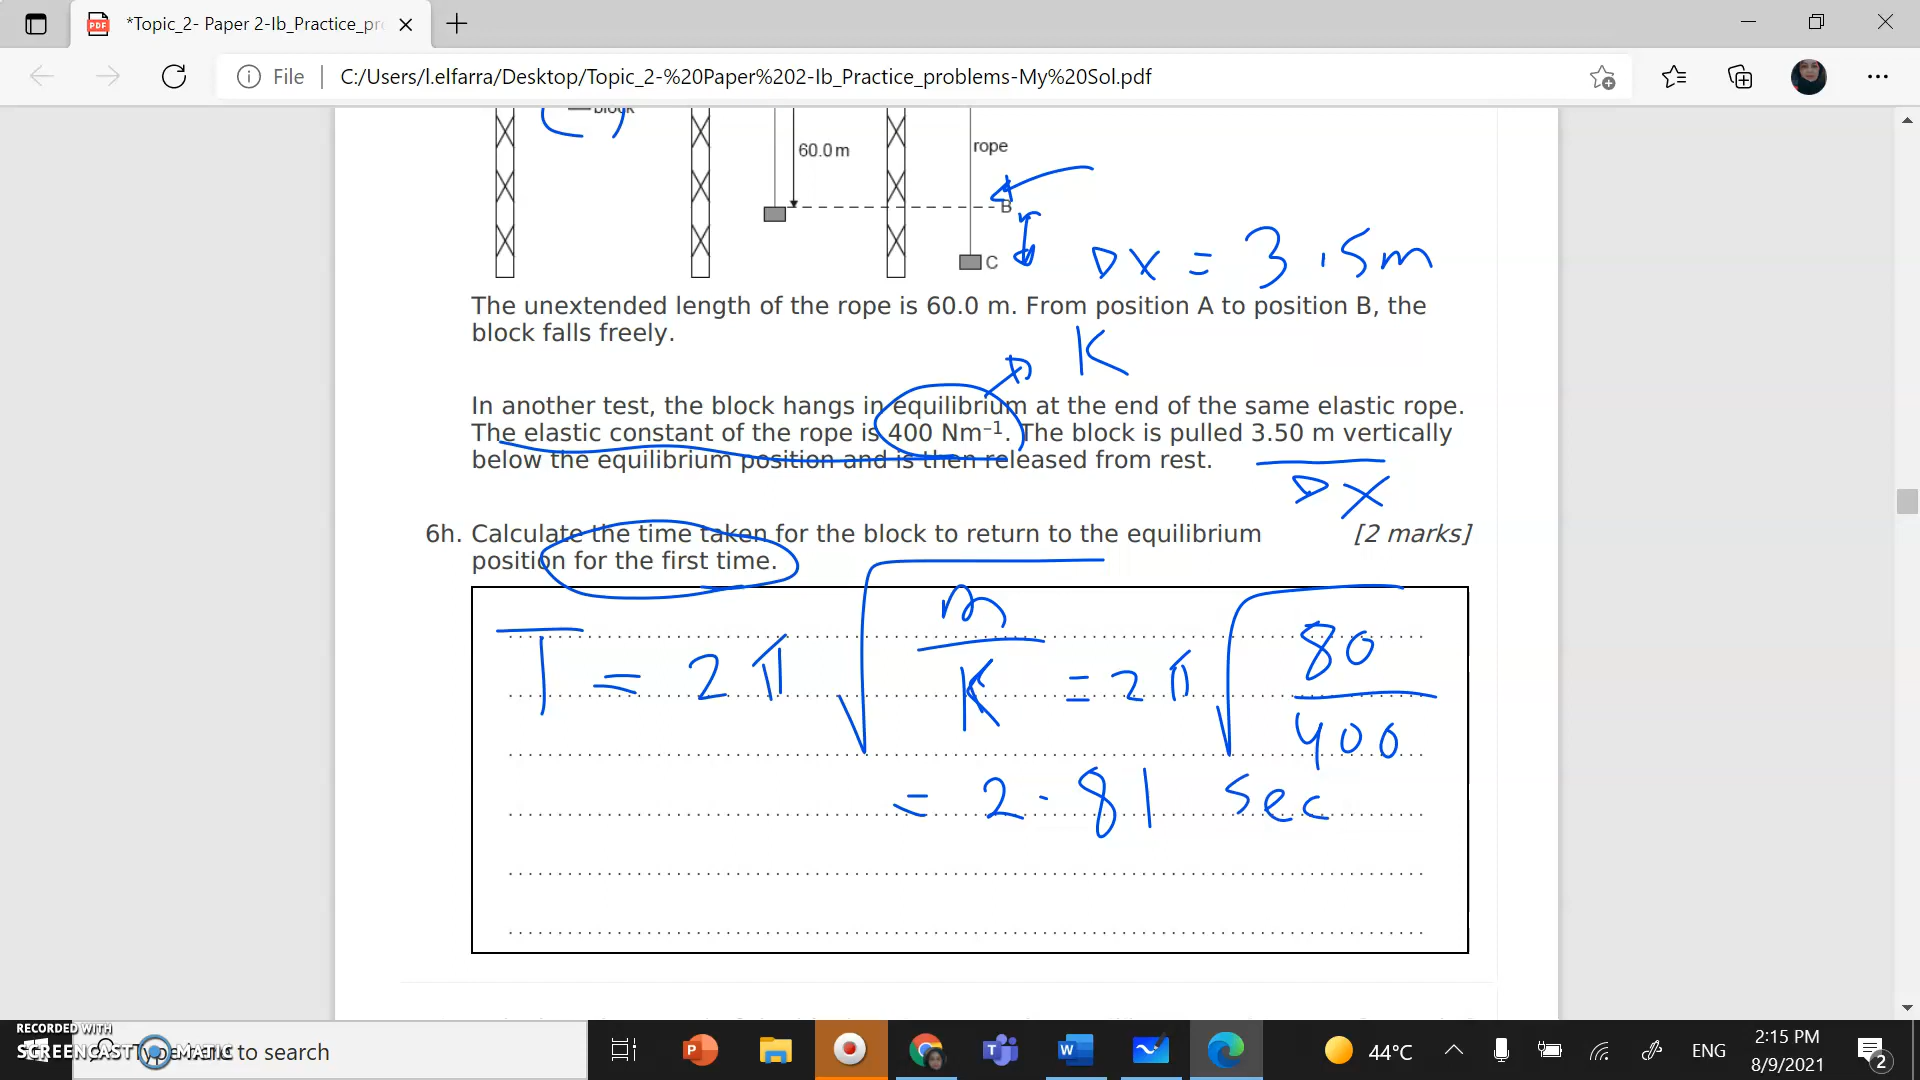 *Topic_2- Paper 2-Ib_Practice_pr
File
C:/Users/l.elfarra/Desktop/Topic_2-%20Paper%202-Ib_Practice_problems-My%20Sol.pdf
block
60.0 m
rope
B
C
Δx = 3.5m
The unextended length of the rope is 60.0 m. From position A to position B, the
block falls freely.
K
In another test, the block hangs in equilibrium at the end of the same elastic rope.
The elastic constant of the rope is 400 Nm⁻¹. The block is pulled 3.50 m vertically
below the equilibrium position and is then released from rest.
Δx
6h. Calculate the time taken for the block to return to the equilibrium [2 marks]
position for the first time.
T = 2π √(m/K) = 2π √(80/400)
= 2.81 sec
RECORDED WITH
SCREENCAST MATIC
Type here to search
44°C
ENG
2:15 PM
8/9/2021
2